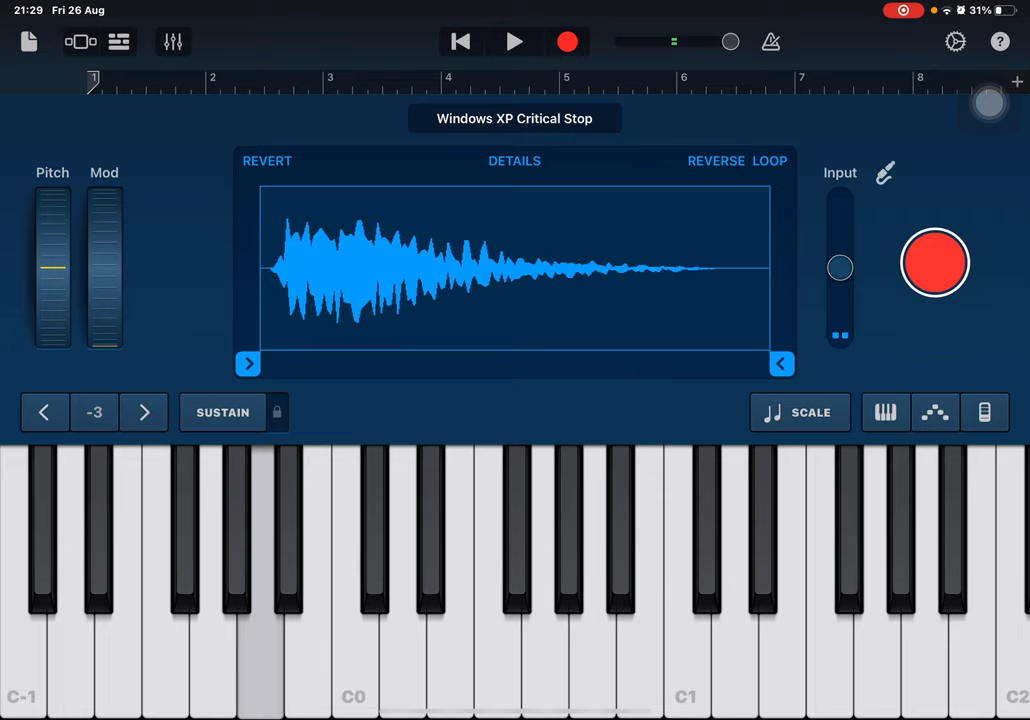 21:29 Fri 26 Aug 31%
?
1 2 3 4 5 6 7 8 +
Windows XP Critical Stop
Pitch Mod REVERT DETAILS REVERSE LOOP Input
-3 SUSTAIN SCALE
C-1 C0 C1 C2